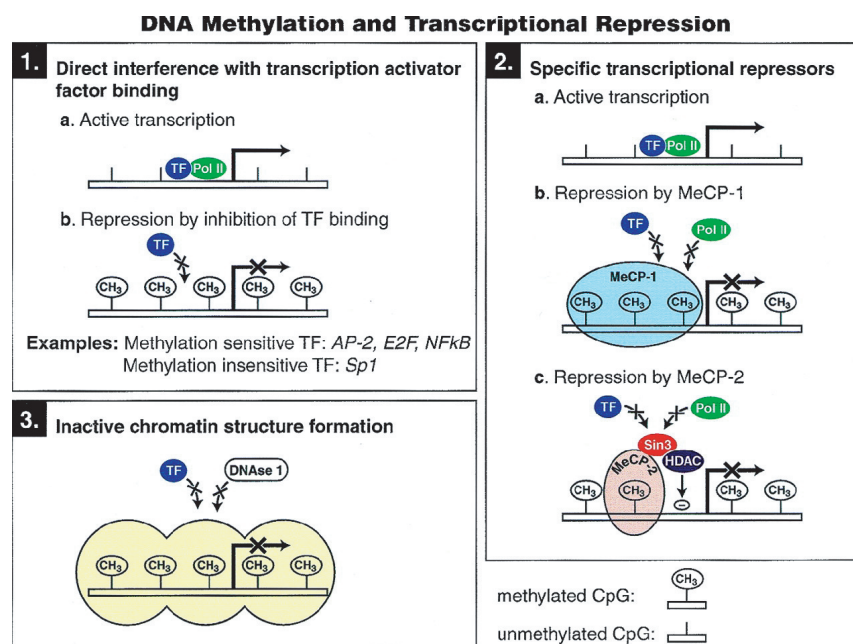 DNA Methylation and Transcriptional Repression
1. Direct interference with transcription activator
factor binding
a. Active transcription
TF Pol II
b. Repression by inhibition of TF binding
TF
CH3 CH3 CH3 CH3 CH3
Examples: Methylation sensitive TF: AP-2, E2F, NFkB
Methylation insensitive TF: Sp1
2. Specific transcriptional repressors
a. Active transcription
TF Pol II
b. Repression by MeCP-1
TF Pol II
MeCP-1
CH3 CH3 CH3 CH3 CH3
c. Repression by MeCP-2
TF Pol II
Sin3
MeCP-2 HDAC
CH3 CH3 CH3 CH3
−
3. Inactive chromatin structure formation
TF DNAse 1
CH3 CH3 CH3 CH3 CH3
methylated CpG: CH3
unmethylated CpG: